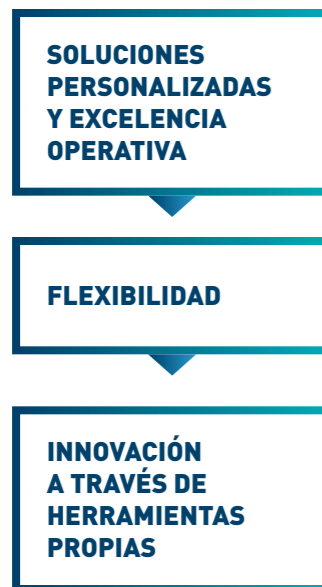 SOLUCIONES
PERSONALIZADAS
Y EXCELENCIA
OPERATIVA
FLEXIBILIDAD
INNOVACIÓN
A TRAVÉS DE
HERRAMIENTAS
PROPIAS